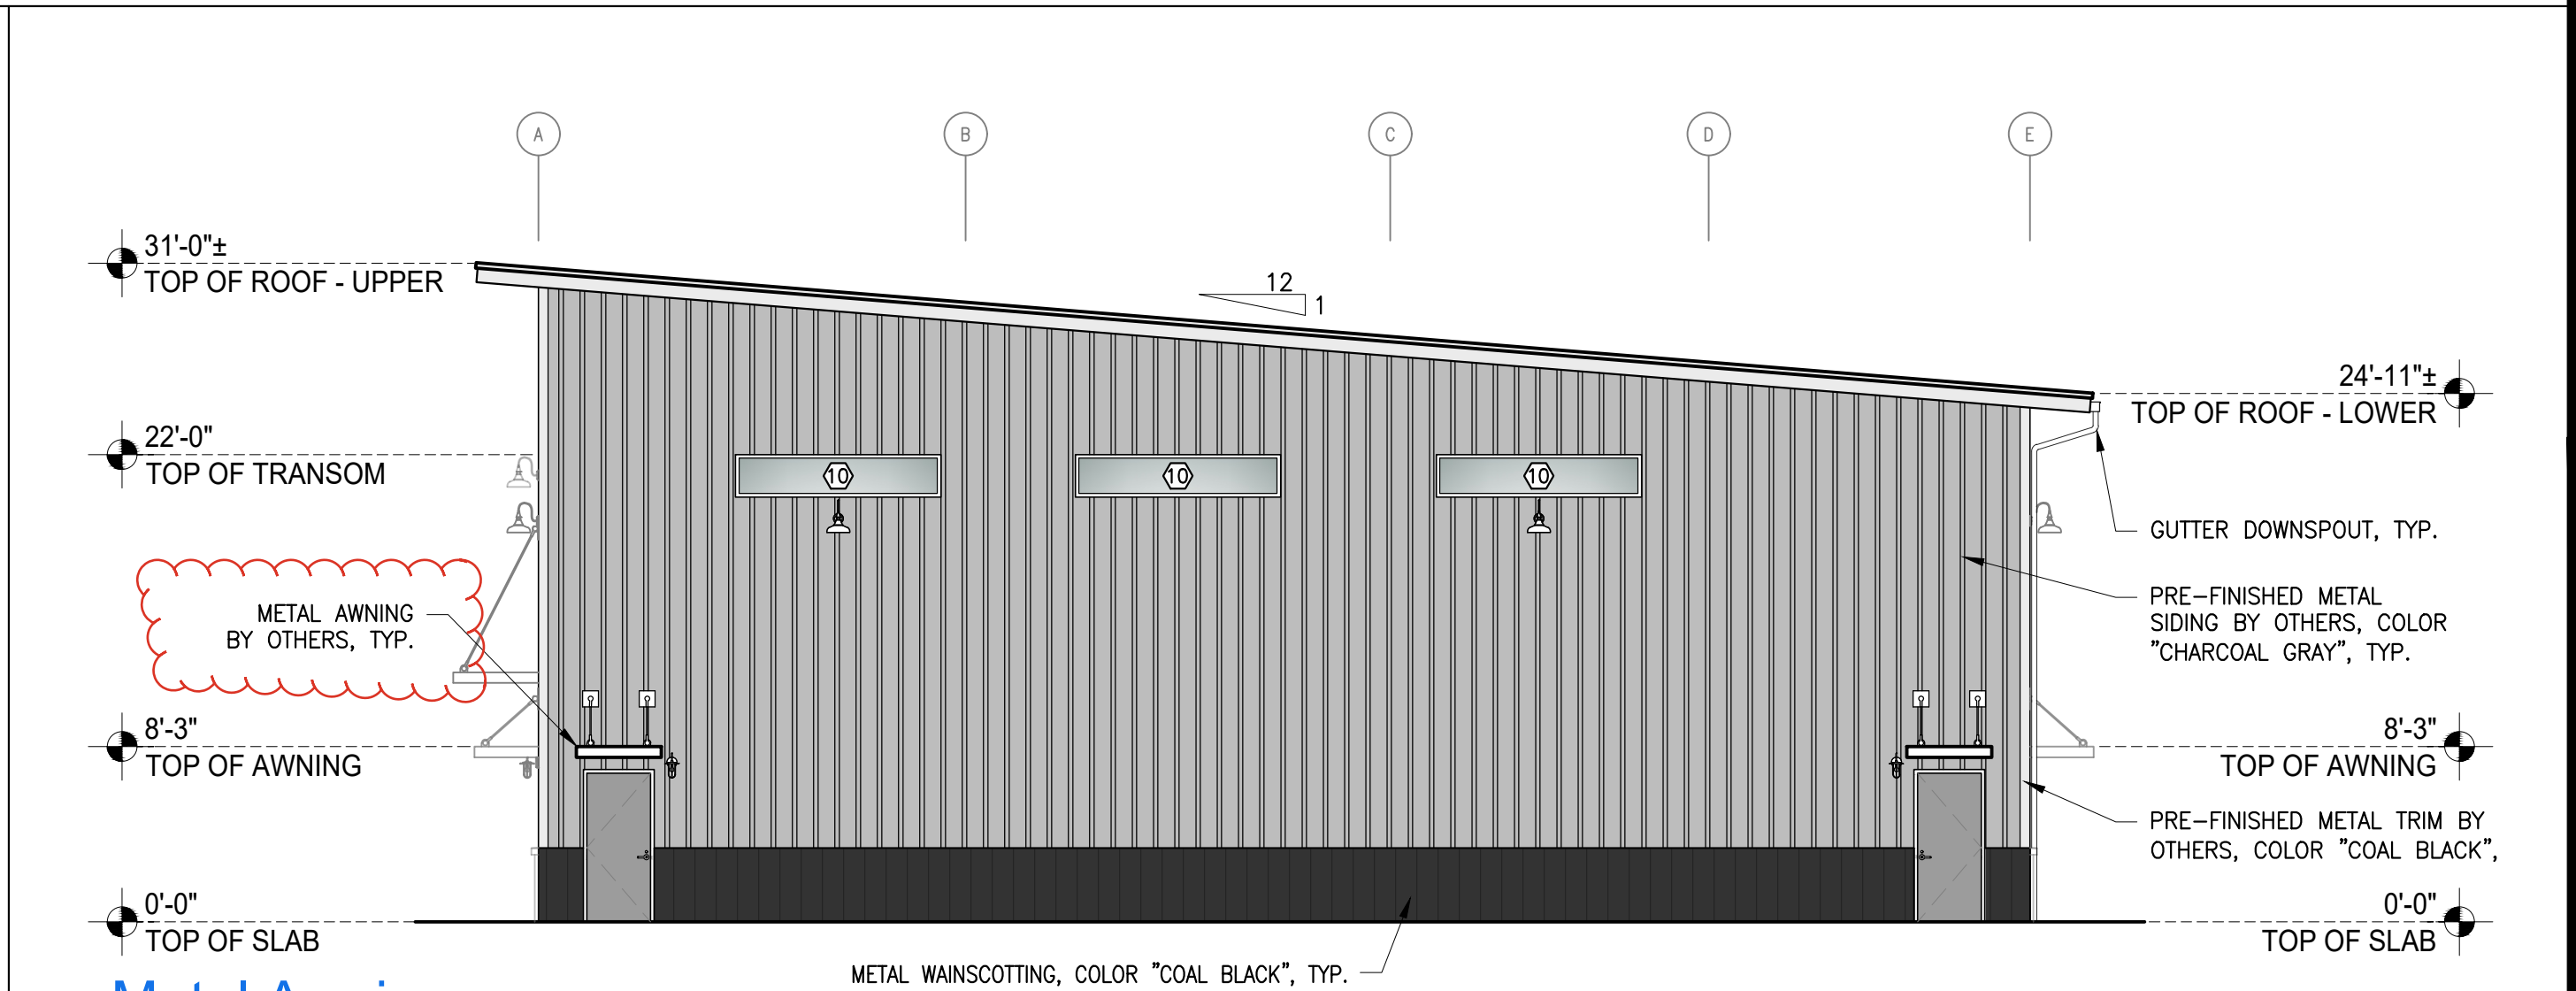 A
B
C
D
E
31'-0"±
TOP OF ROOF - UPPER
12
1
24'-11"±
TOP OF ROOF - LOWER
22'-0"
TOP OF TRANSOM
10
10
10
GUTTER DOWNSPOUT, TYP.
METAL AWNING
BY OTHERS, TYP.
PRE-FINISHED METAL
SIDING BY OTHERS, COLOR
"CHARCOAL GRAY", TYP.
8'-3"
TOP OF AWNING
8'-3"
TOP OF AWNING
PRE-FINISHED METAL TRIM BY
OTHERS, COLOR "COAL BLACK",
0'-0"
TOP OF SLAB
0'-0"
TOP OF SLAB
METAL WAINSCOTTING, COLOR "COAL BLACK", TYP.